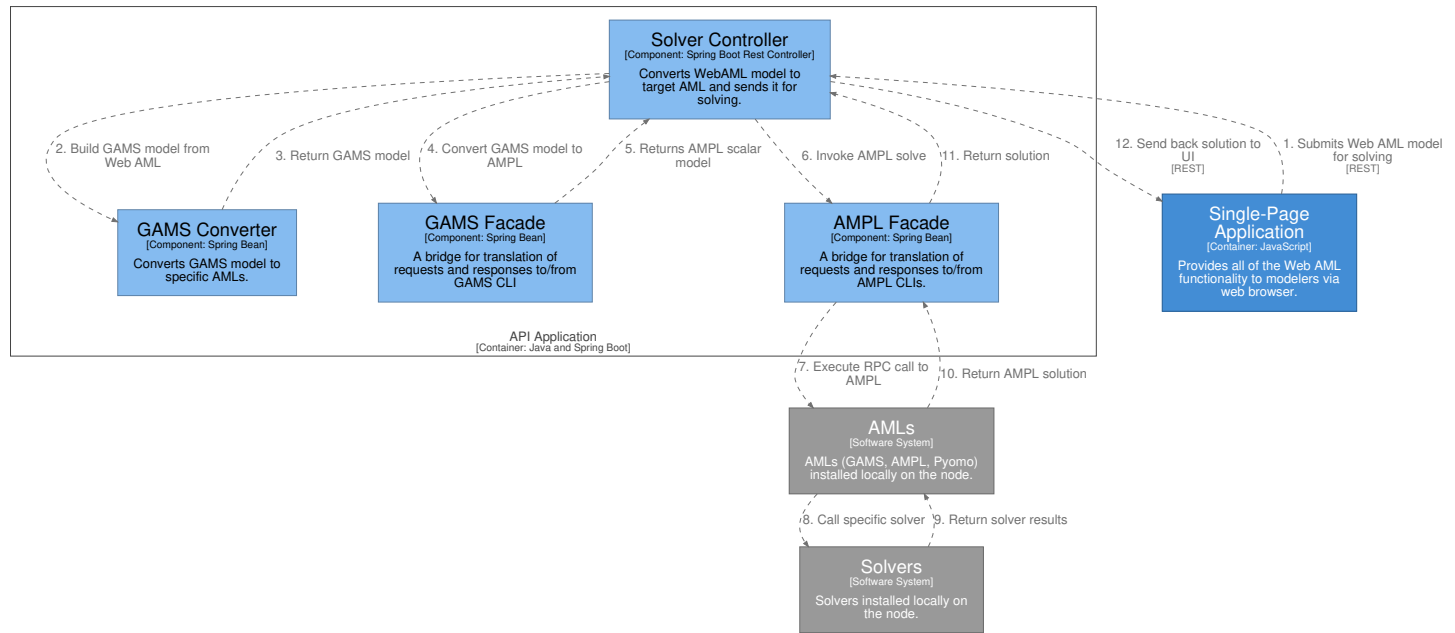 Solver Controller
[Component: Spring Boot Rest Controller]
Converts WebAML model to
target AML and sends it for
solving.
2. Build GAMS model from
Web AML
3. Return GAMS model
4. Convert GAMS model to
AMPL
5. Returns AMPL scalar
model
6. Invoke AMPL solve
11. Return solution
12. Send back solution to
UI
[REST]
1. Submits Web AML model
for solving
[REST]
GAMS Converter
[Component: Spring Bean]
Converts GAMS model to
specific AMLs.
GAMS Facade
[Component: Spring Bean]
A bridge for translation of
requests and responses to/from
GAMS CLI
AMPL Facade
[Component: Spring Bean]
A bridge for translation of
requests and responses to/from
AMPL CLIs.
Single-Page
Application
[Container: JavaScript]
Provides all of the Web AML
functionality to modelers via
web browser.
API Application
[Container: Java and Spring Boot]
7. Execute RPC call to
AMPL
10. Return AMPL solution
AMLs
[Software System]
AMLs (GAMS, AMPL, Pyomo)
installed locally on the node.
8. Call specific solver
9. Return solver results
Solvers
[Software System]
Solvers installed locally on
the node.